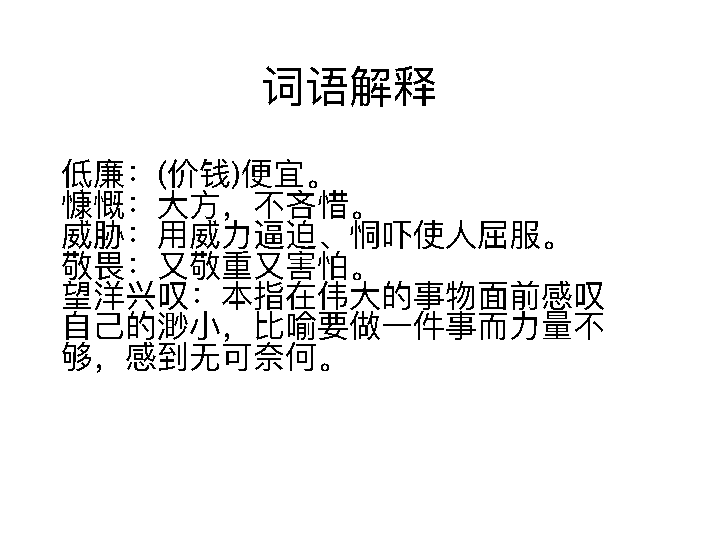 词语解释
低廉：(价钱)便宜。
慷慨：大方，不吝惜。
威胁：用威力逼迫、恫吓使人屈服。
敬畏：又敬重又害怕。
望洋兴叹：本指在伟大的事物面前感叹
自己的渺小，比喻要做一件事而力量不
够，感到无可奈何。